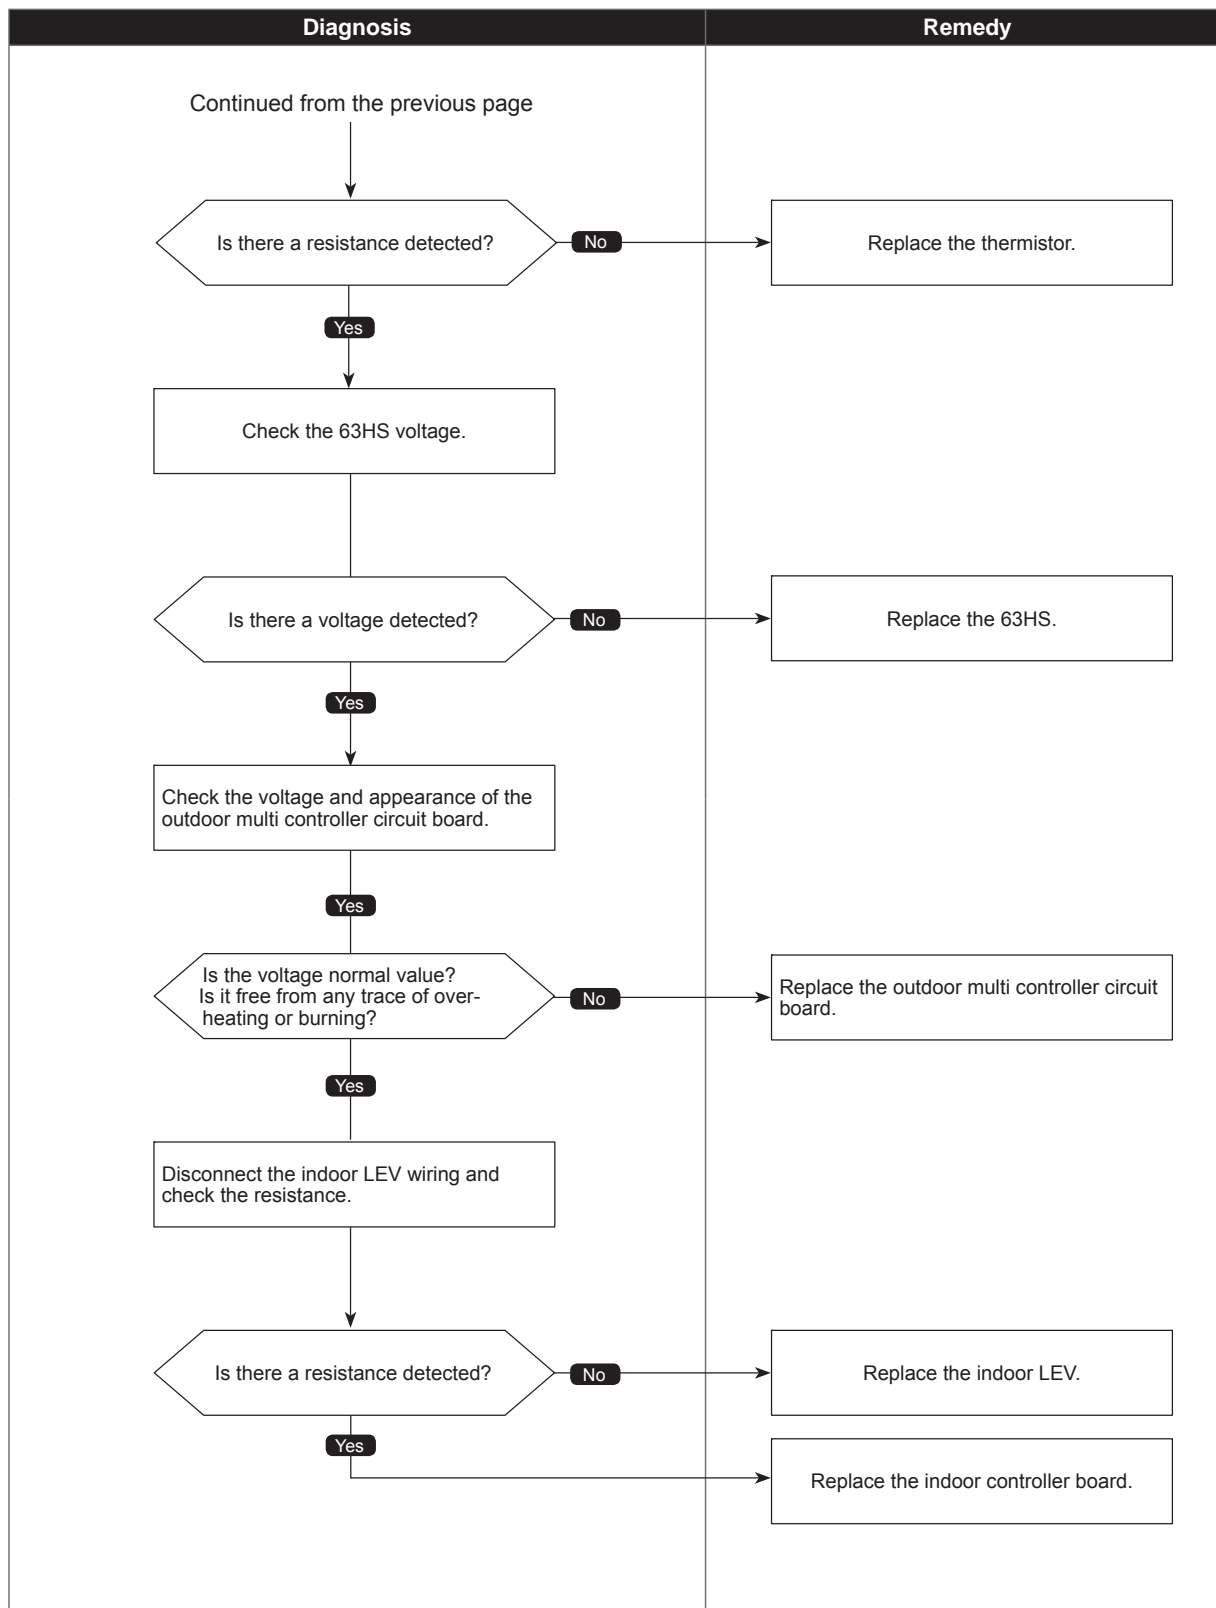 Diagnosis
Remedy
Continued from the previous page
Is there a resistance detected?
No
Replace the thermistor.
Yes
Check the 63HS voltage.
Is there a voltage detected?
No
Replace the 63HS.
Yes
Check the voltage and appearance of the
outdoor multi controller circuit board.
Yes
Is the voltage normal value?
Is it free from any trace of over-
heating or burning?
No
Replace the outdoor multi controller circuit
board.
Yes
Disconnect the indoor LEV wiring and
check the resistance.
Is there a resistance detected?
No
Replace the indoor LEV.
Yes
Replace the indoor controller board.